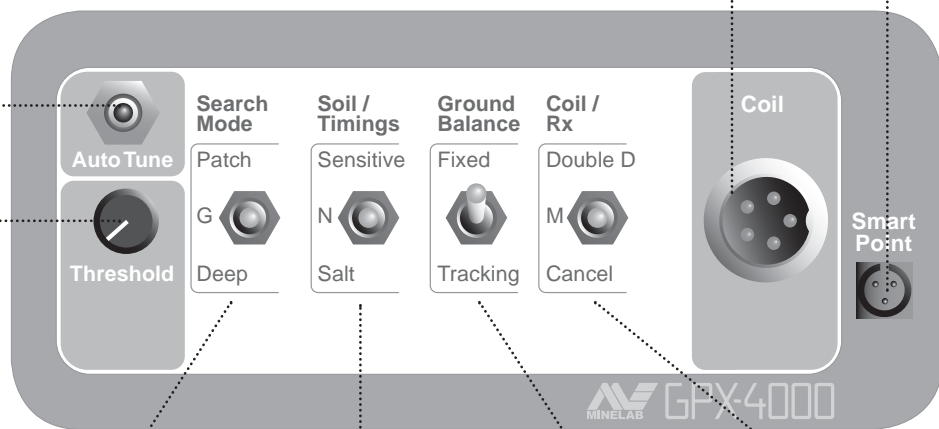 Auto Tune
Threshold
Search
Mode
Patch
G
Deep
Soil /
Timings
Sensitive
N
Salt
Ground
Balance
Fixed
Tracking
Coil /
Rx
Double D
M
Cancel
Coil
Smart
Point
MINELAB
GPX-4000